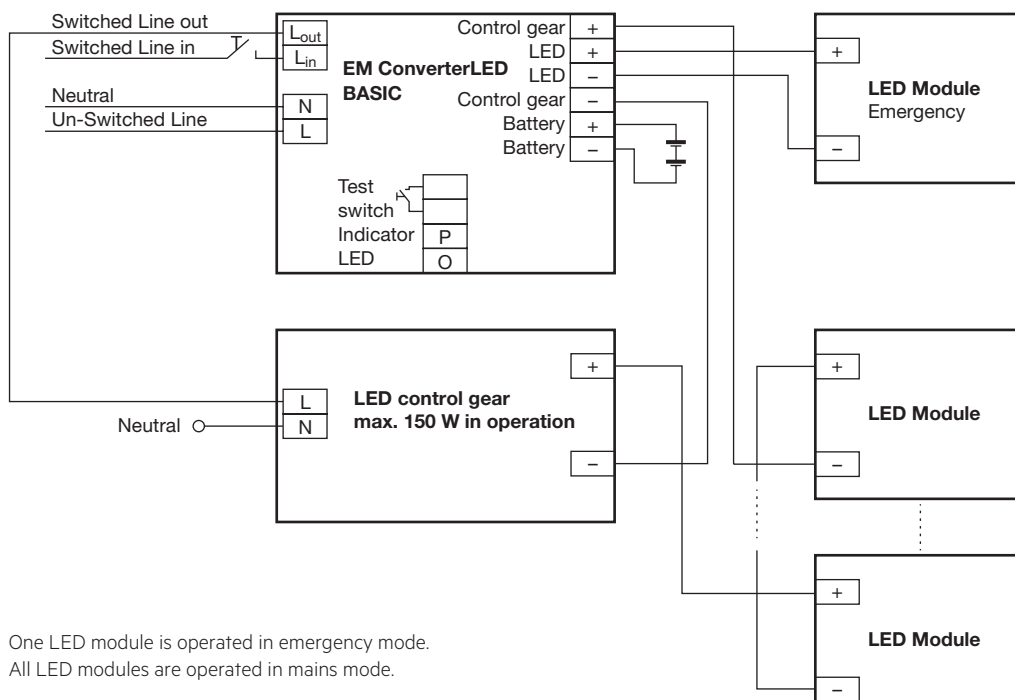 Switched Line out
Switched Line in
Neutral
Un-Switched Line
Lout
Lin
N
L
EM ConverterLED
BASIC
Control gear +
LED +
LED −
Control gear −
Battery +
Battery −
Test
switch
Indicator P
LED O
+
−
LED Module
Emergency
L
N
Neutral
LED control gear
max. 150 W in operation
+
−
+
−
LED Module
+
−
LED Module
One LED module is operated in emergency mode.
All LED modules are operated in mains mode.